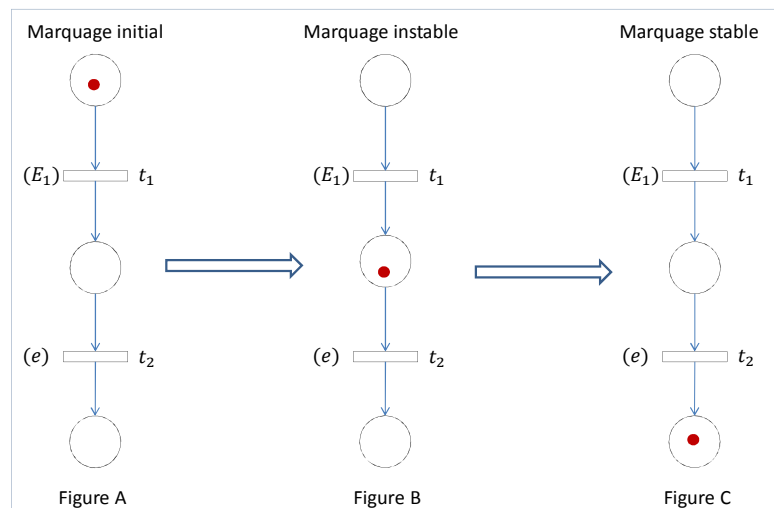 Marquage initial
Marquage instable
Marquage stable
(E₁) t₁
(E₁) t₁
(E₁) t₁
(e) t₂
(e) t₂
(e) t₂
Figure A
Figure B
Figure C